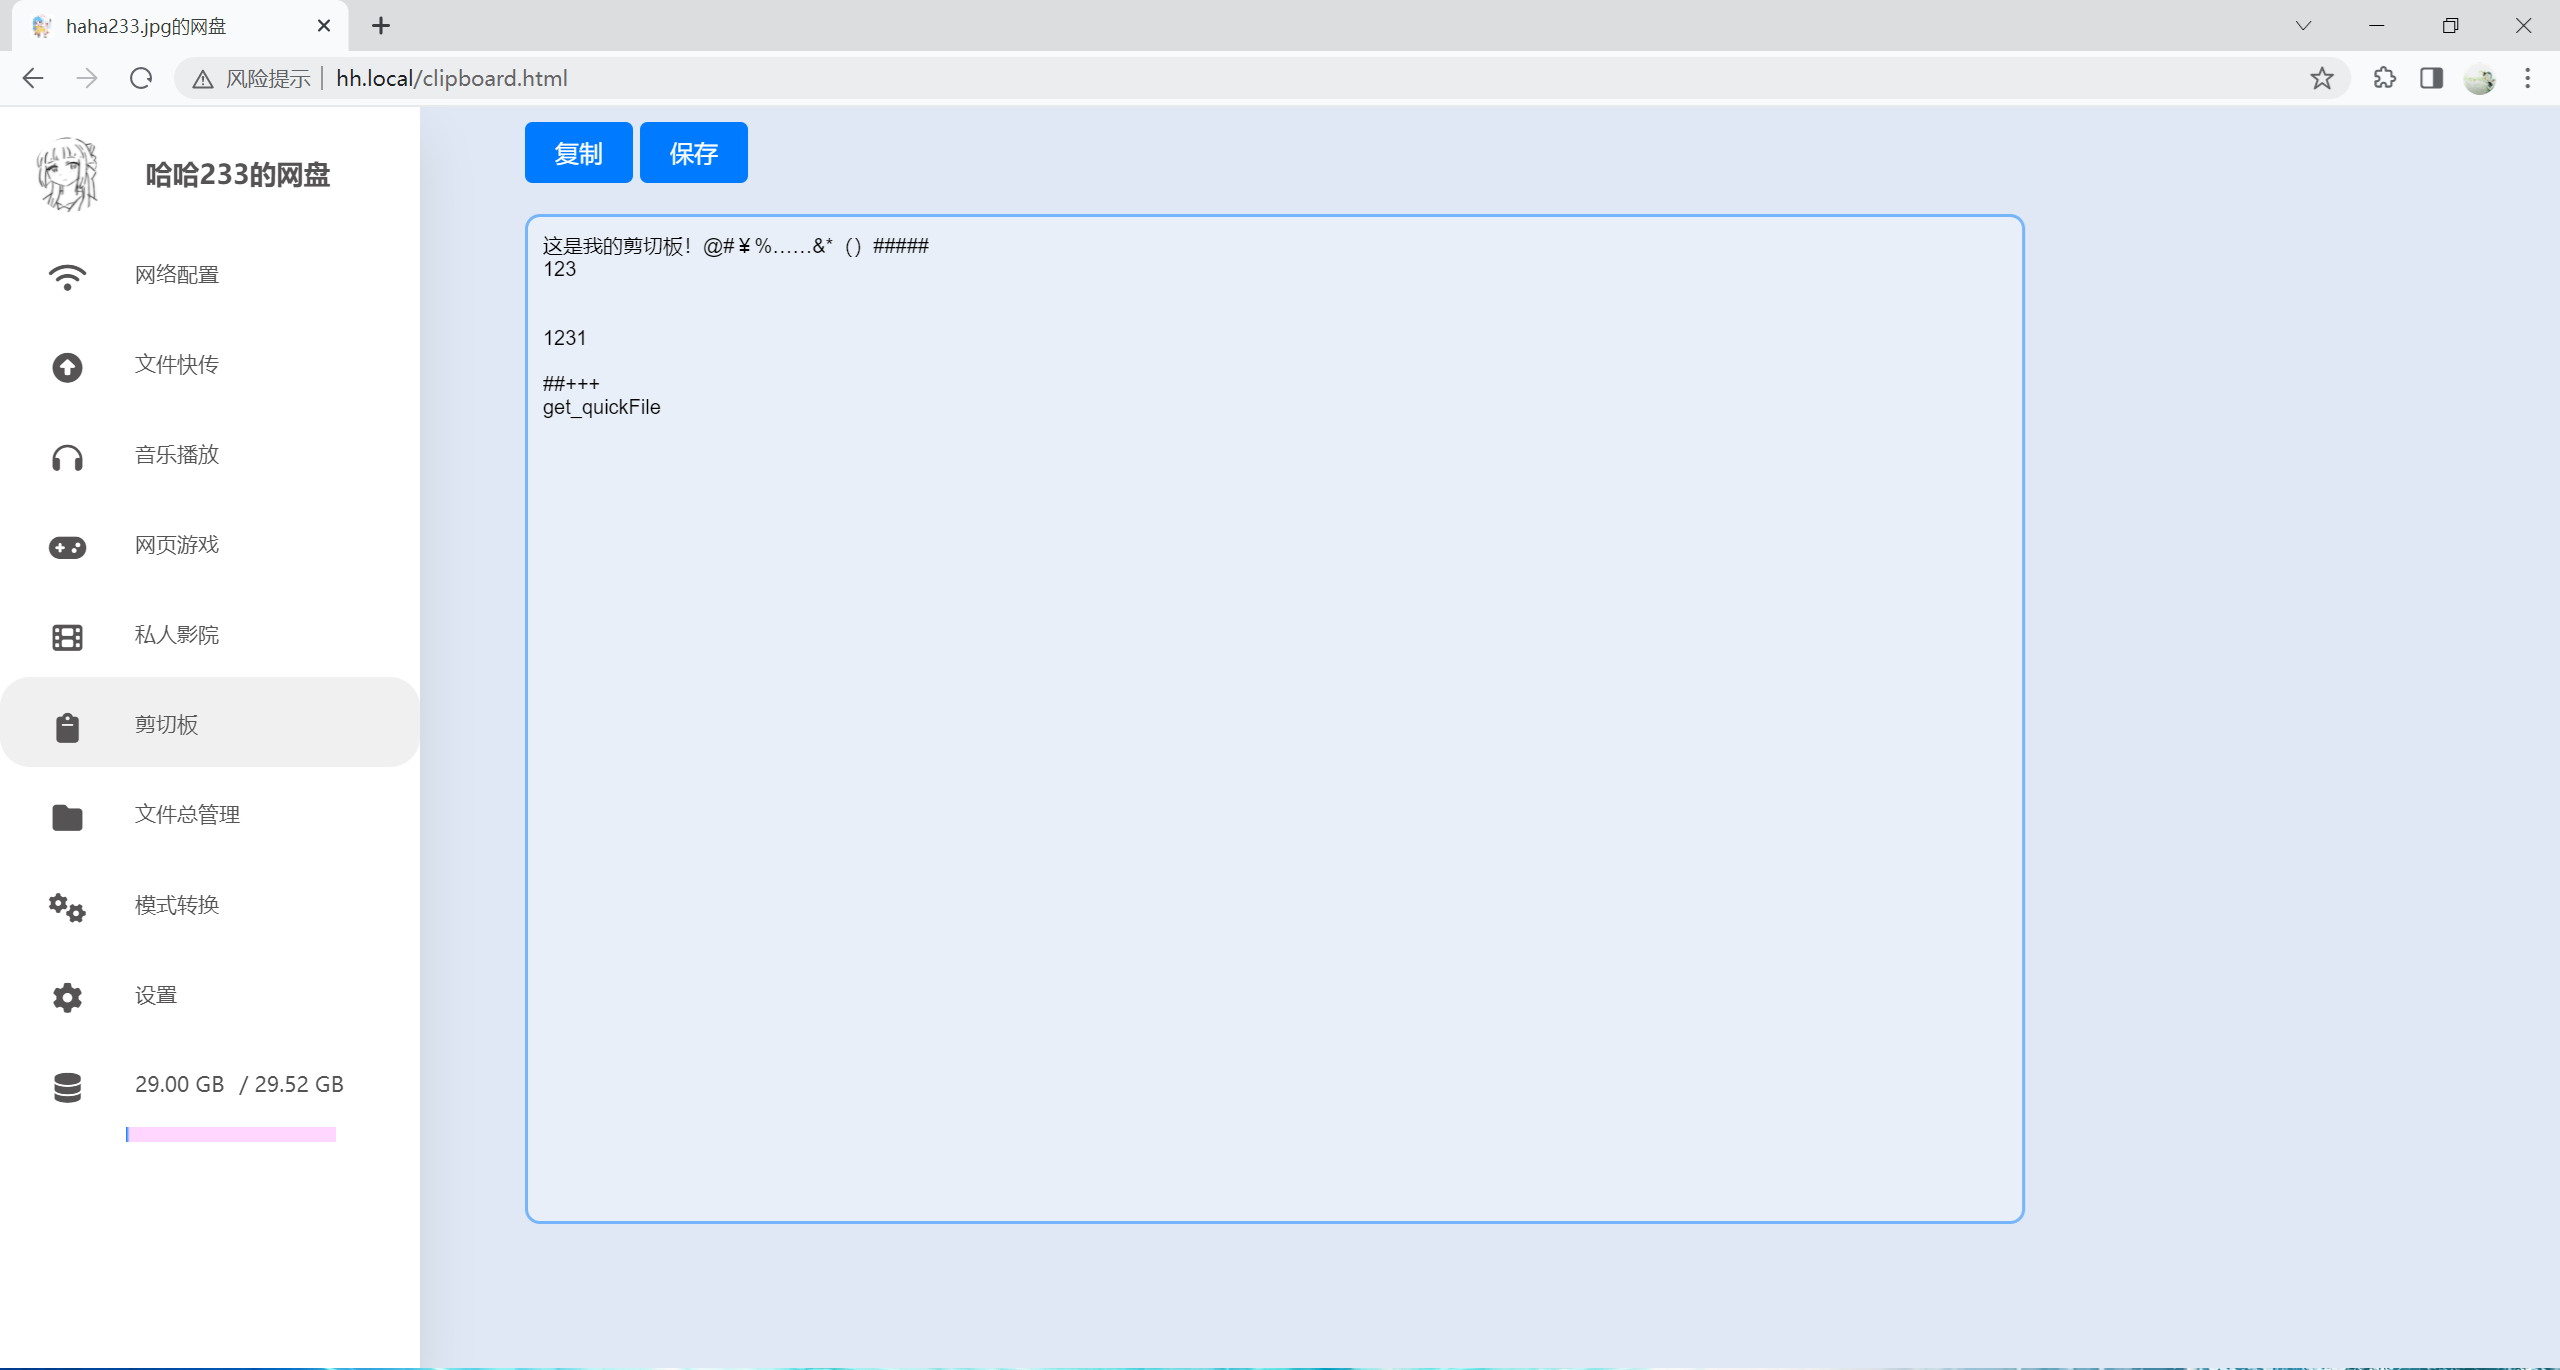 haha233.jpg的网盘
风险提示 hh.local/clipboard.html
哈哈233的网盘
网络配置
文件快传
音乐播放
网页游戏
私人影院
剪切板
文件总管理
模式转换
设置
29.00 GB / 29.52 GB
复制 保存
这是我的剪切板！@#￥%……&*（）#####
123
1231
##+++
get_quickFile